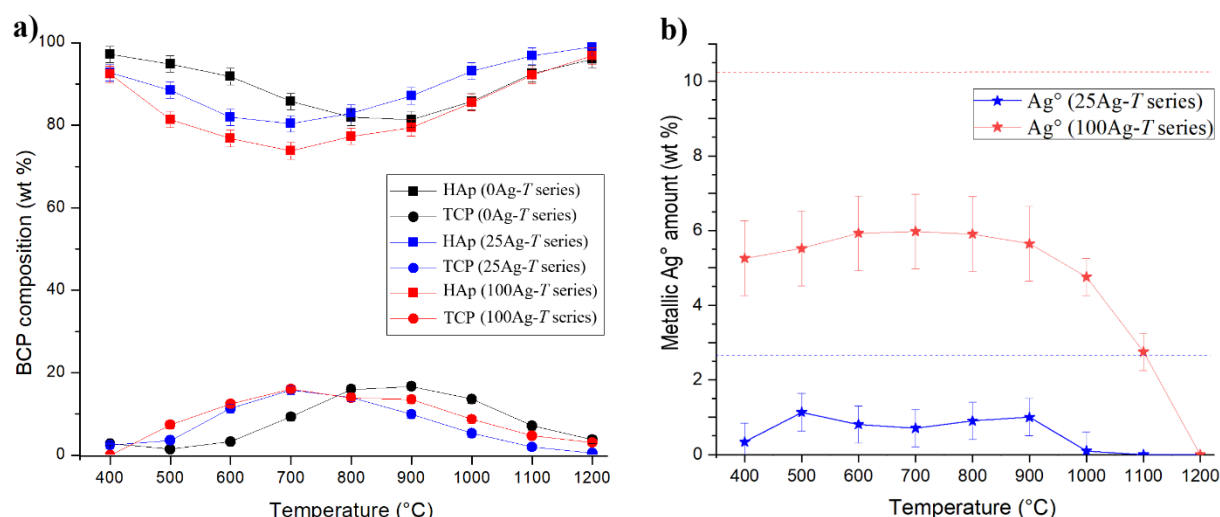 a)
BCP composition (wt %)
100
80
60
40
20
0
HAp (0Ag-T series)
TCP (0Ag-T series)
HAp (25Ag-T series)
TCP (25Ag-T series)
HAp (100Ag-T series)
TCP (100Ag-T series)
400 500 600 700 800 900 1000 1100 1200
Temperature (°C)
b)
Metallic Ag° amount (wt %)
10
8
6
4
2
0
Ag° (25Ag-T series)
Ag° (100Ag-T series)
400 500 600 700 800 900 1000 1100 1200
Temperature (°C)